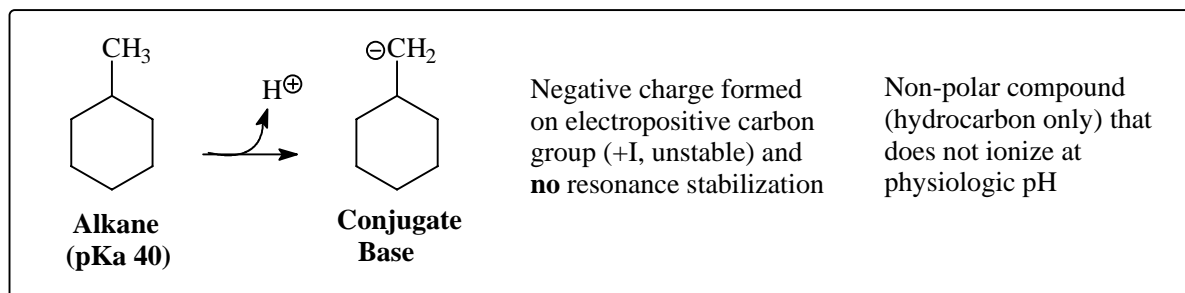 CH3
H⊕
Alkane
(pKa 40)
⊖CH2
Conjugate
Base
Negative charge formed
on electropositive carbon
group (+I, unstable) and
no resonance stabilization
Non-polar compound
(hydrocarbon only) that
does not ionize at
physiologic pH